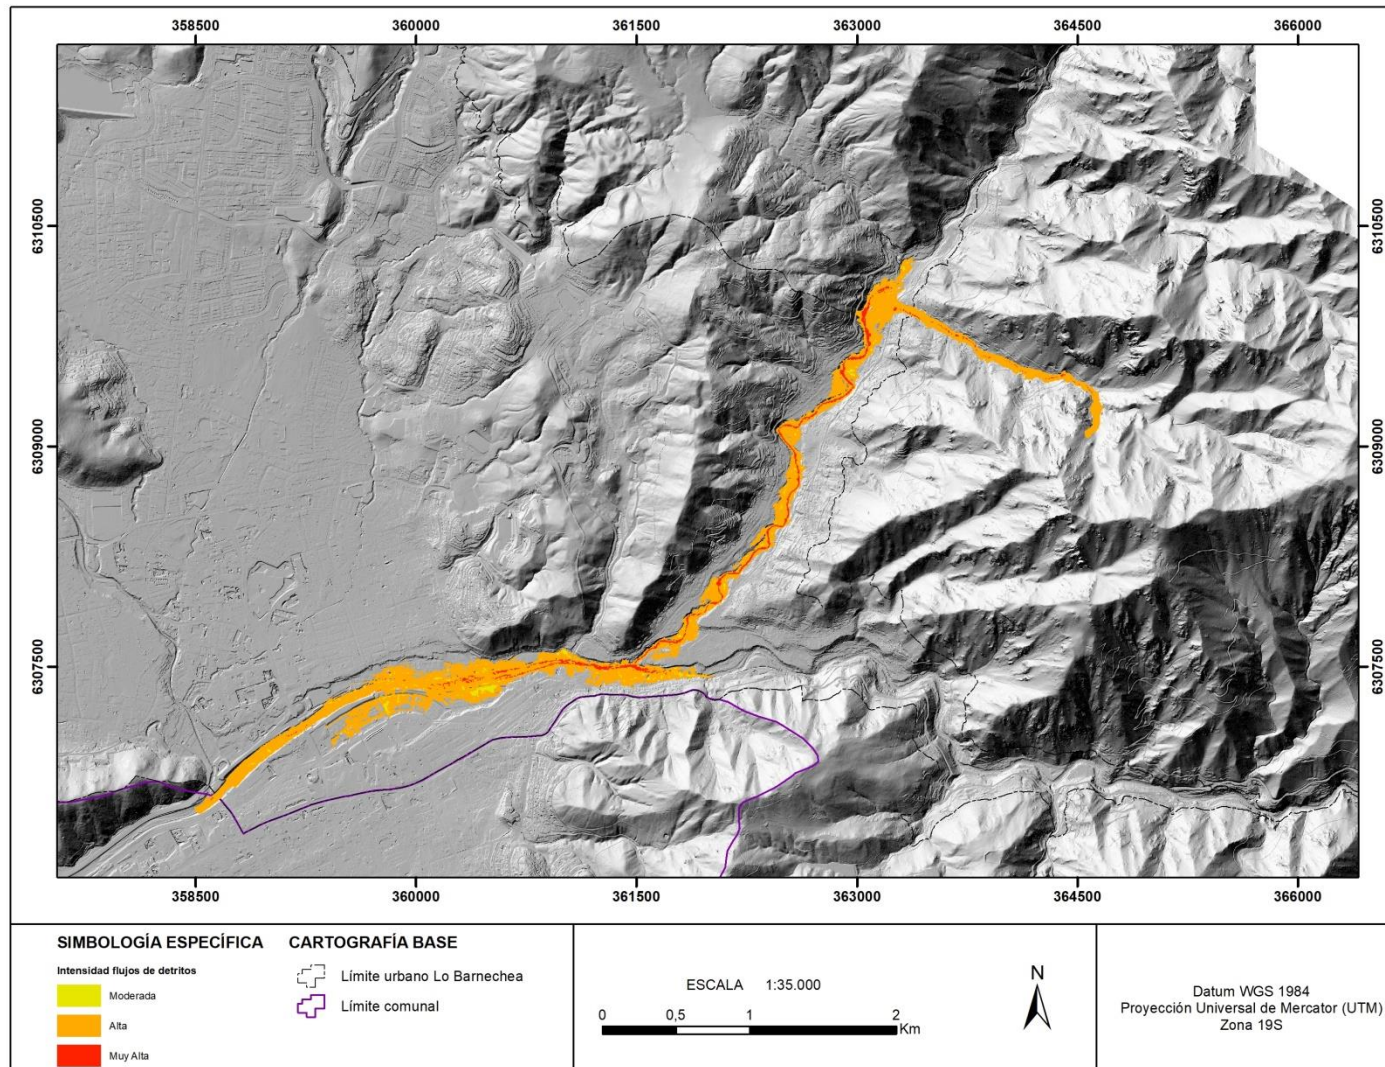 358500 360000 361500 363000 364500 366000
6310500 6310500
6309000 6309000
6307500 6307500
358500 360000 361500 363000 364500 366000
SIMBOLOGÍA ESPECÍFICA
Intensidad flujos de detritos
Moderada
Alta
Muy Alta
CARTOGRAFÍA BASE
Límite urbano Lo Barnechea
Límite comunal
ESCALA 1:35.000
0 0,5 1 2
Km
N
Datum WGS 1984
Proyección Universal de Mercator (UTM)
Zona 19S